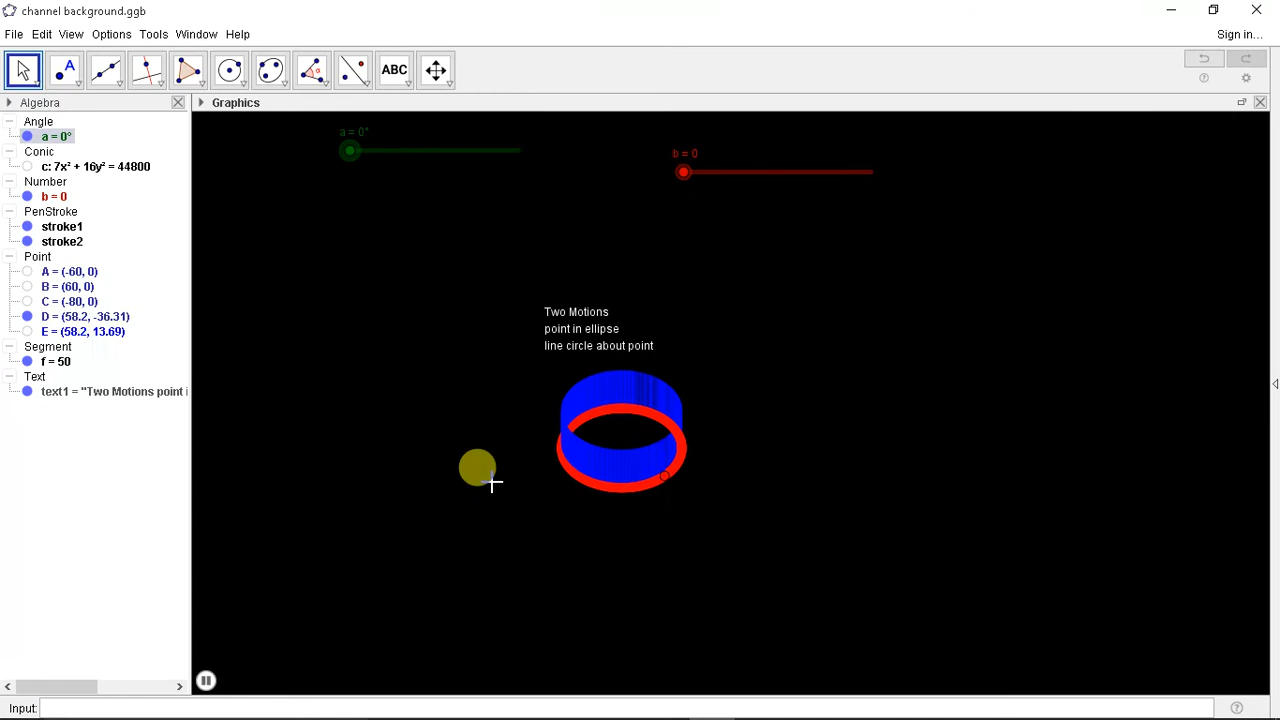 channel background.ggb
File Edit View Options Tools Window Help
Sign in...
ABC
Algebra
Graphics
Angle
a = 0°
Conic
c: 7x² + 16y² = 44800
Number
b = 0
PenStroke
stroke1
stroke2
Point
A = (-60, 0)
B = (60, 0)
C = (-80, 0)
D = (58.2, -36.31)
E = (58.2, 13.69)
Segment
f = 50
Text
text1 = "Two Motions point i
a = 0°
b = 0
Two Motions
point in ellipse
line circle about point
Input: